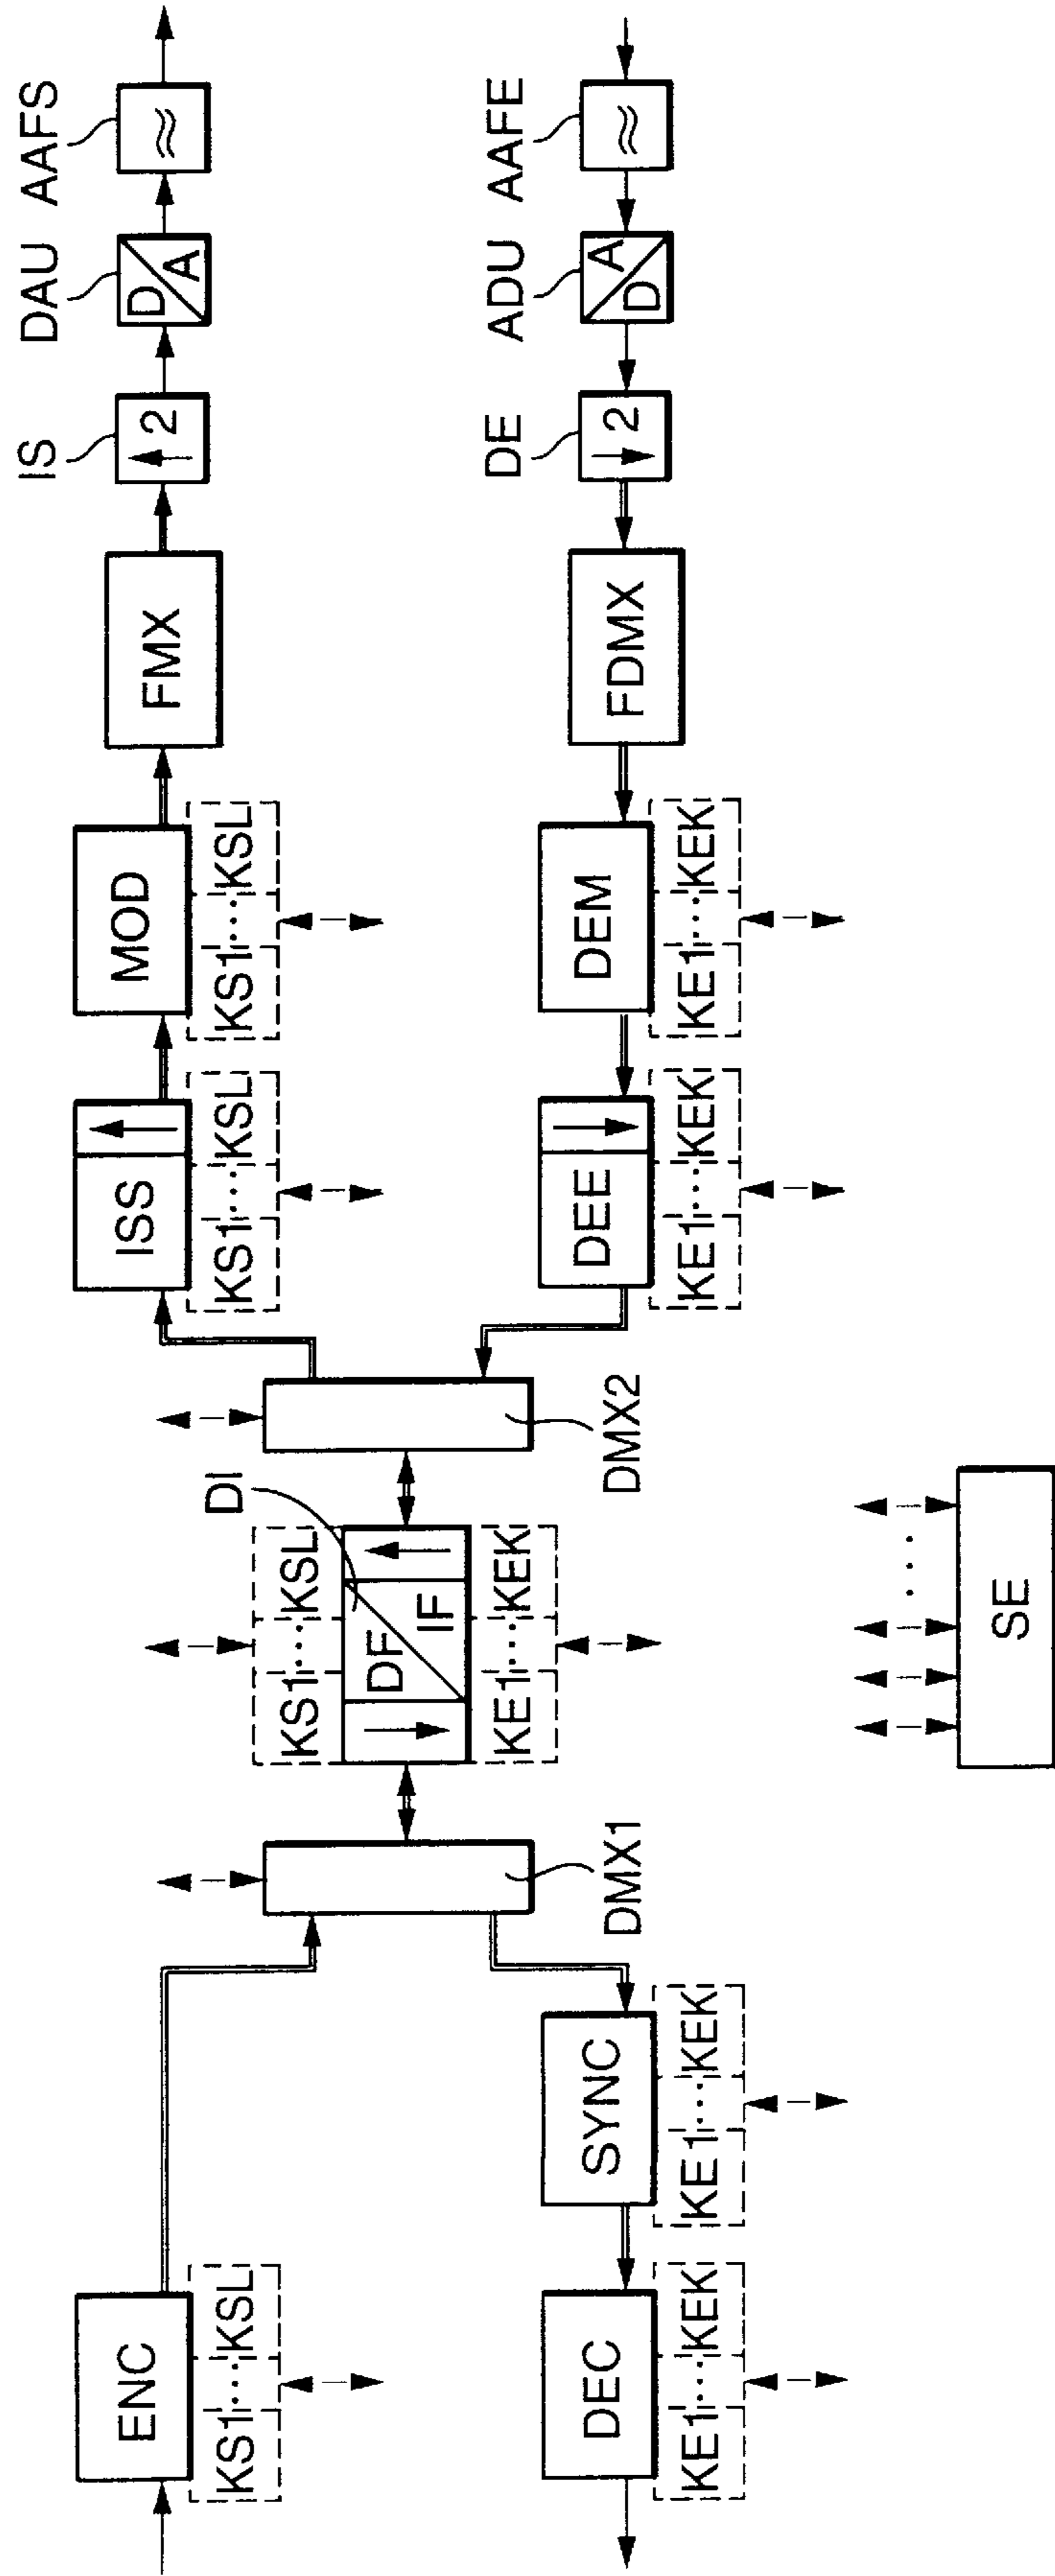 IS DAU AAFS
ENC ISS MOD FMX 2 D A ≈
KS1 ... KSL KS1 ... KSL KS1 ... KSL
DI
KS1 ... KSL
DF IF
KE1 ... KEK
DMX1 DMX2
DE ADU AAFE
DEC SYNC DEE DEM FDMX 2 A D ≈
KE1 ... KEK KE1 ... KEK KE1 ... KEK KE1 ... KEK
....
SE